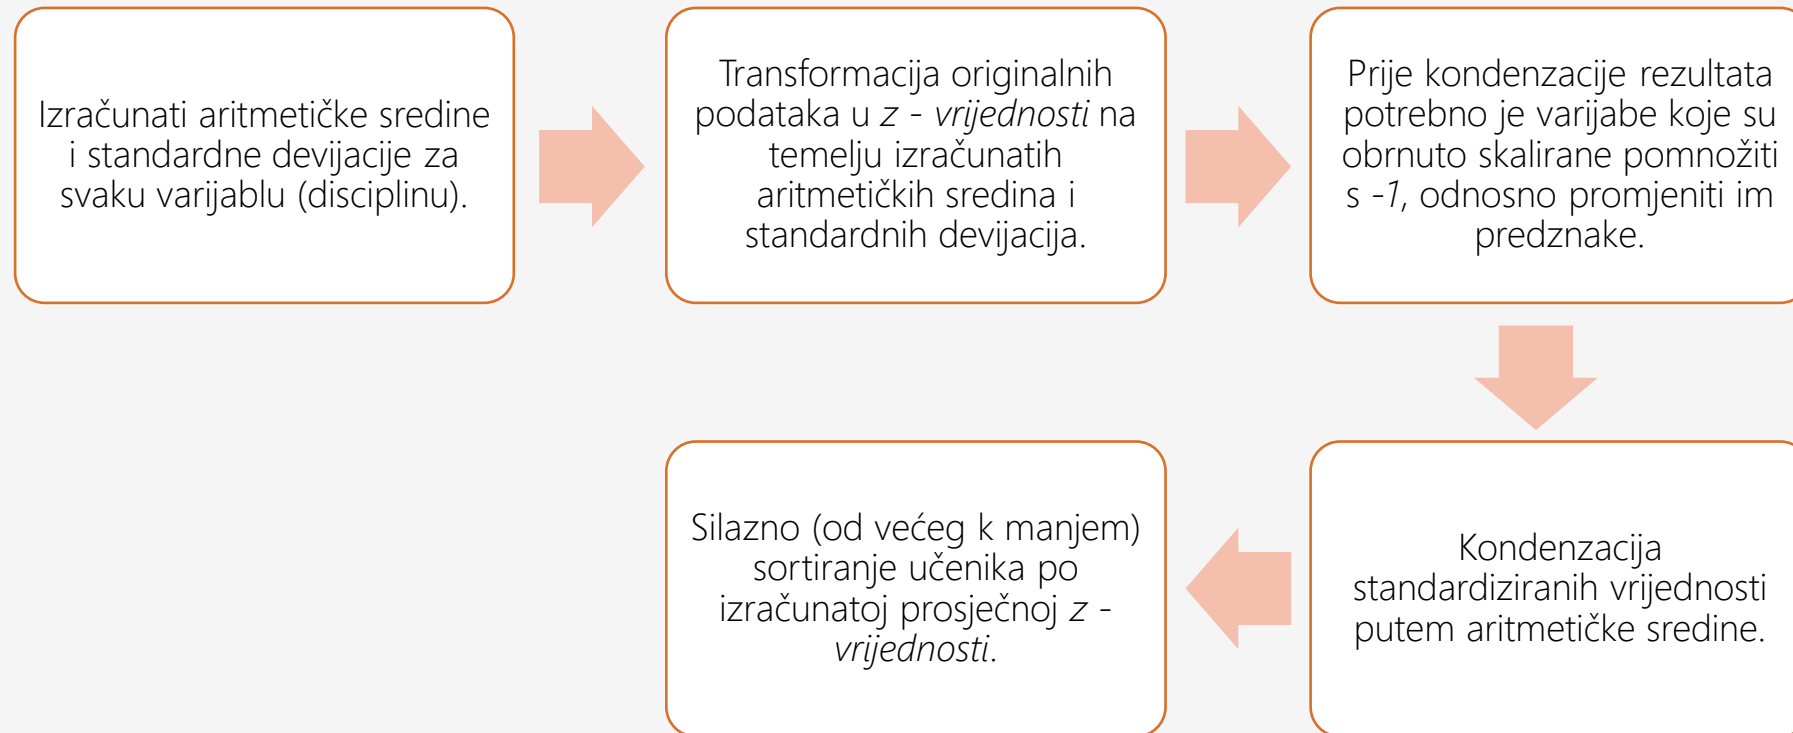 Izračunati aritmetičke sredine
i standardne devijacije za
svaku varijablu (disciplinu).
Transformacija originalnih
podataka u z - vrijednosti na
temelju izračunatih
aritmetičkih sredina i
standardnih devijacija.
Prije kondenzacije rezultata
potrebno je varijabe koje su
obrnuto skalirane pomnožiti
s -1, odnosno promjeniti im
predznake.
Kondenzacija
standardiziranih vrijednosti
putem aritmetičke sredine.
Silazno (od većeg k manjem)
sortiranje učenika po
izračunatoj prosječnoj z -
vrijednosti.